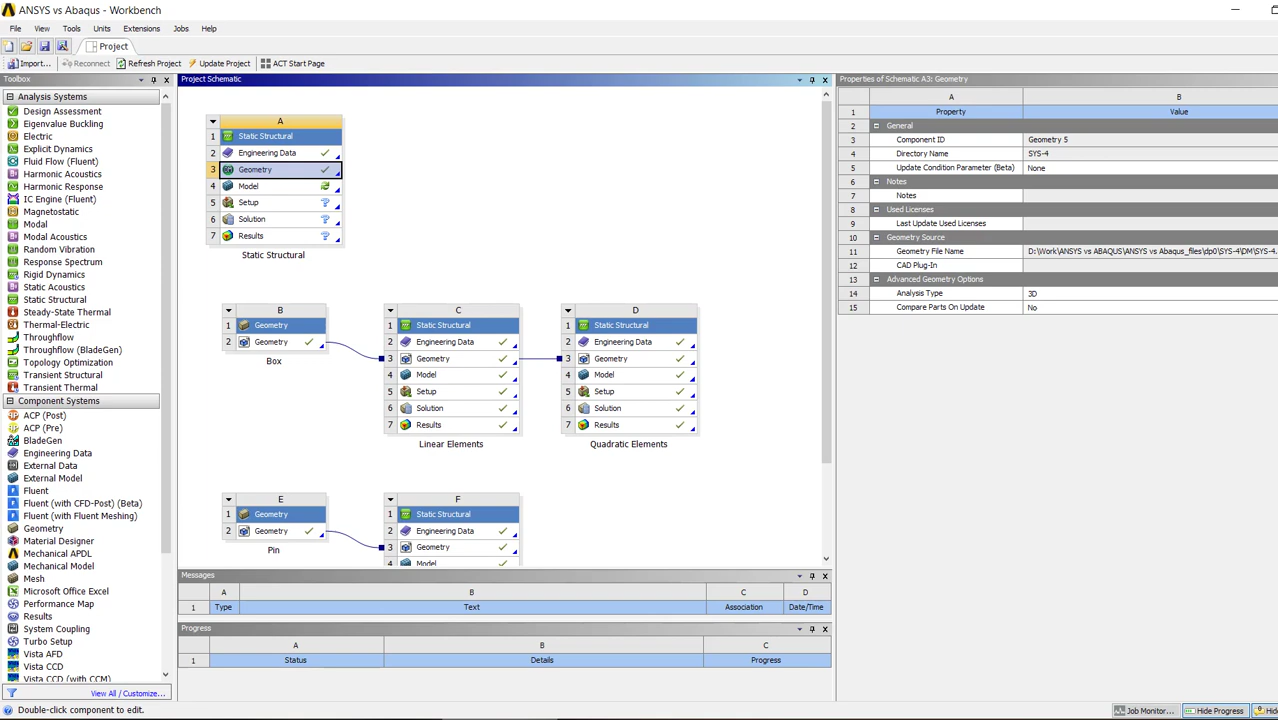 ANSYS vs Abaqus - Workbench
File View Tools Units Extensions Jobs Help
Project
Import... Reconnect Refresh Project Update Project ACT Start Page
Toolbox
Analysis Systems
Design Assessment
Eigenvalue Buckling
Electric
Explicit Dynamics
Fluid Flow (Fluent)
Harmonic Acoustics
Harmonic Response
IC Engine (Fluent)
Magnetostatic
Modal
Modal Acoustics
Random Vibration
Response Spectrum
Rigid Dynamics
Static Acoustics
Static Structural
Steady-State Thermal
Thermal-Electric
Throughflow
Throughflow (BladeGen)
Topology Optimization
Transient Structural
Transient Thermal
Component Systems
ACP (Post)
ACP (Pre)
BladeGen
Engineering Data
External Data
External Model
Fluent
Fluent (with CFD-Post) (Beta)
Fluent (with Fluent Meshing)
Geometry
Material Designer
Mechanical APDL
Mechanical Model
Mesh
Microsoft Office Excel
Performance Map
Results
System Coupling
Turbo Setup
Vista AFD
Vista CCD
Vista CCD (with CCM)
View All / Customize...
Project Schematic
A
1 Static Structural
2 Engineering Data
3 Geometry
4 Model
5 Setup
6 Solution
7 Results
Static Structural
B
1 Geometry
2 Geometry
Box
C
1 Static Structural
2 Engineering Data
3 Geometry
4 Model
5 Setup
6 Solution
7 Results
Linear Elements
D
1 Static Structural
2 Engineering Data
3 Geometry
4 Model
5 Setup
6 Solution
7 Results
Quadratic Elements
E
1 Geometry
2 Geometry
Pin
F
1 Static Structural
2 Engineering Data
3 Geometry
4 Model
Messages
A B C D
1 Type Text Association Date/Time
Progress
A B C
1 Status Details Progress
Properties of Schematic A3: Geometry
A B
1 Property Value
2 General
3 Component ID Geometry 5
4 Directory Name SYS-4
5 Update Condition Parameter (Beta) None
6 Notes
7 Notes
8 Used Licenses
9 Last Update Used Licenses
10 Geometry Source
11 Geometry File Name D:\Work\ANSYS vs ABAQUS\ANSYS vs Abaqus_files\dp0\SYS-4\DM\SYS-4.
12 CAD Plug-In
13 Advanced Geometry Options
14 Analysis Type 3D
15 Compare Parts On Update No
Double-click component to edit.
Job Monitor... Hide Progress Hid